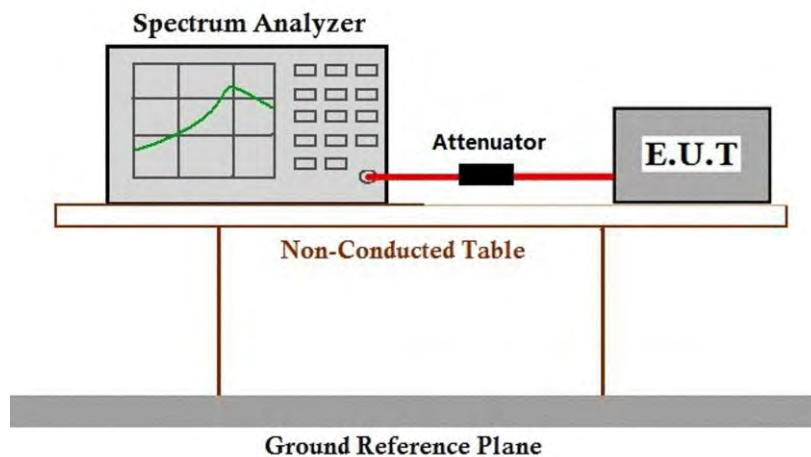 Spectrum Analyzer
Attenuator
E.U.T
Non-Conducted Table
Ground Reference Plane